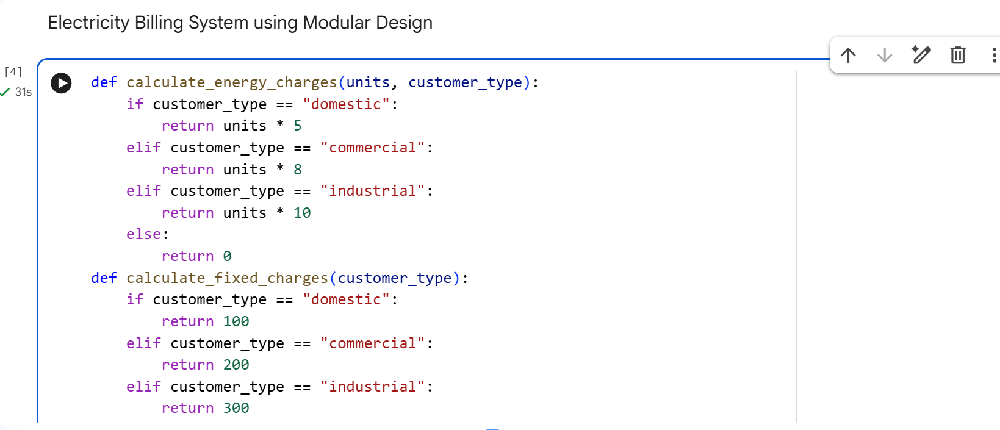 Electricity Billing System using Modular Design
[4]
31s
def calculate_energy_charges(units, customer_type):
    if customer_type == "domestic":
        return units * 5
    elif customer_type == "commercial":
        return units * 8
    elif customer_type == "industrial":
        return units * 10
    else:
        return 0
def calculate_fixed_charges(customer_type):
    if customer_type == "domestic":
        return 100
    elif customer_type == "commercial":
        return 200
    elif customer_type == "industrial":
        return 300